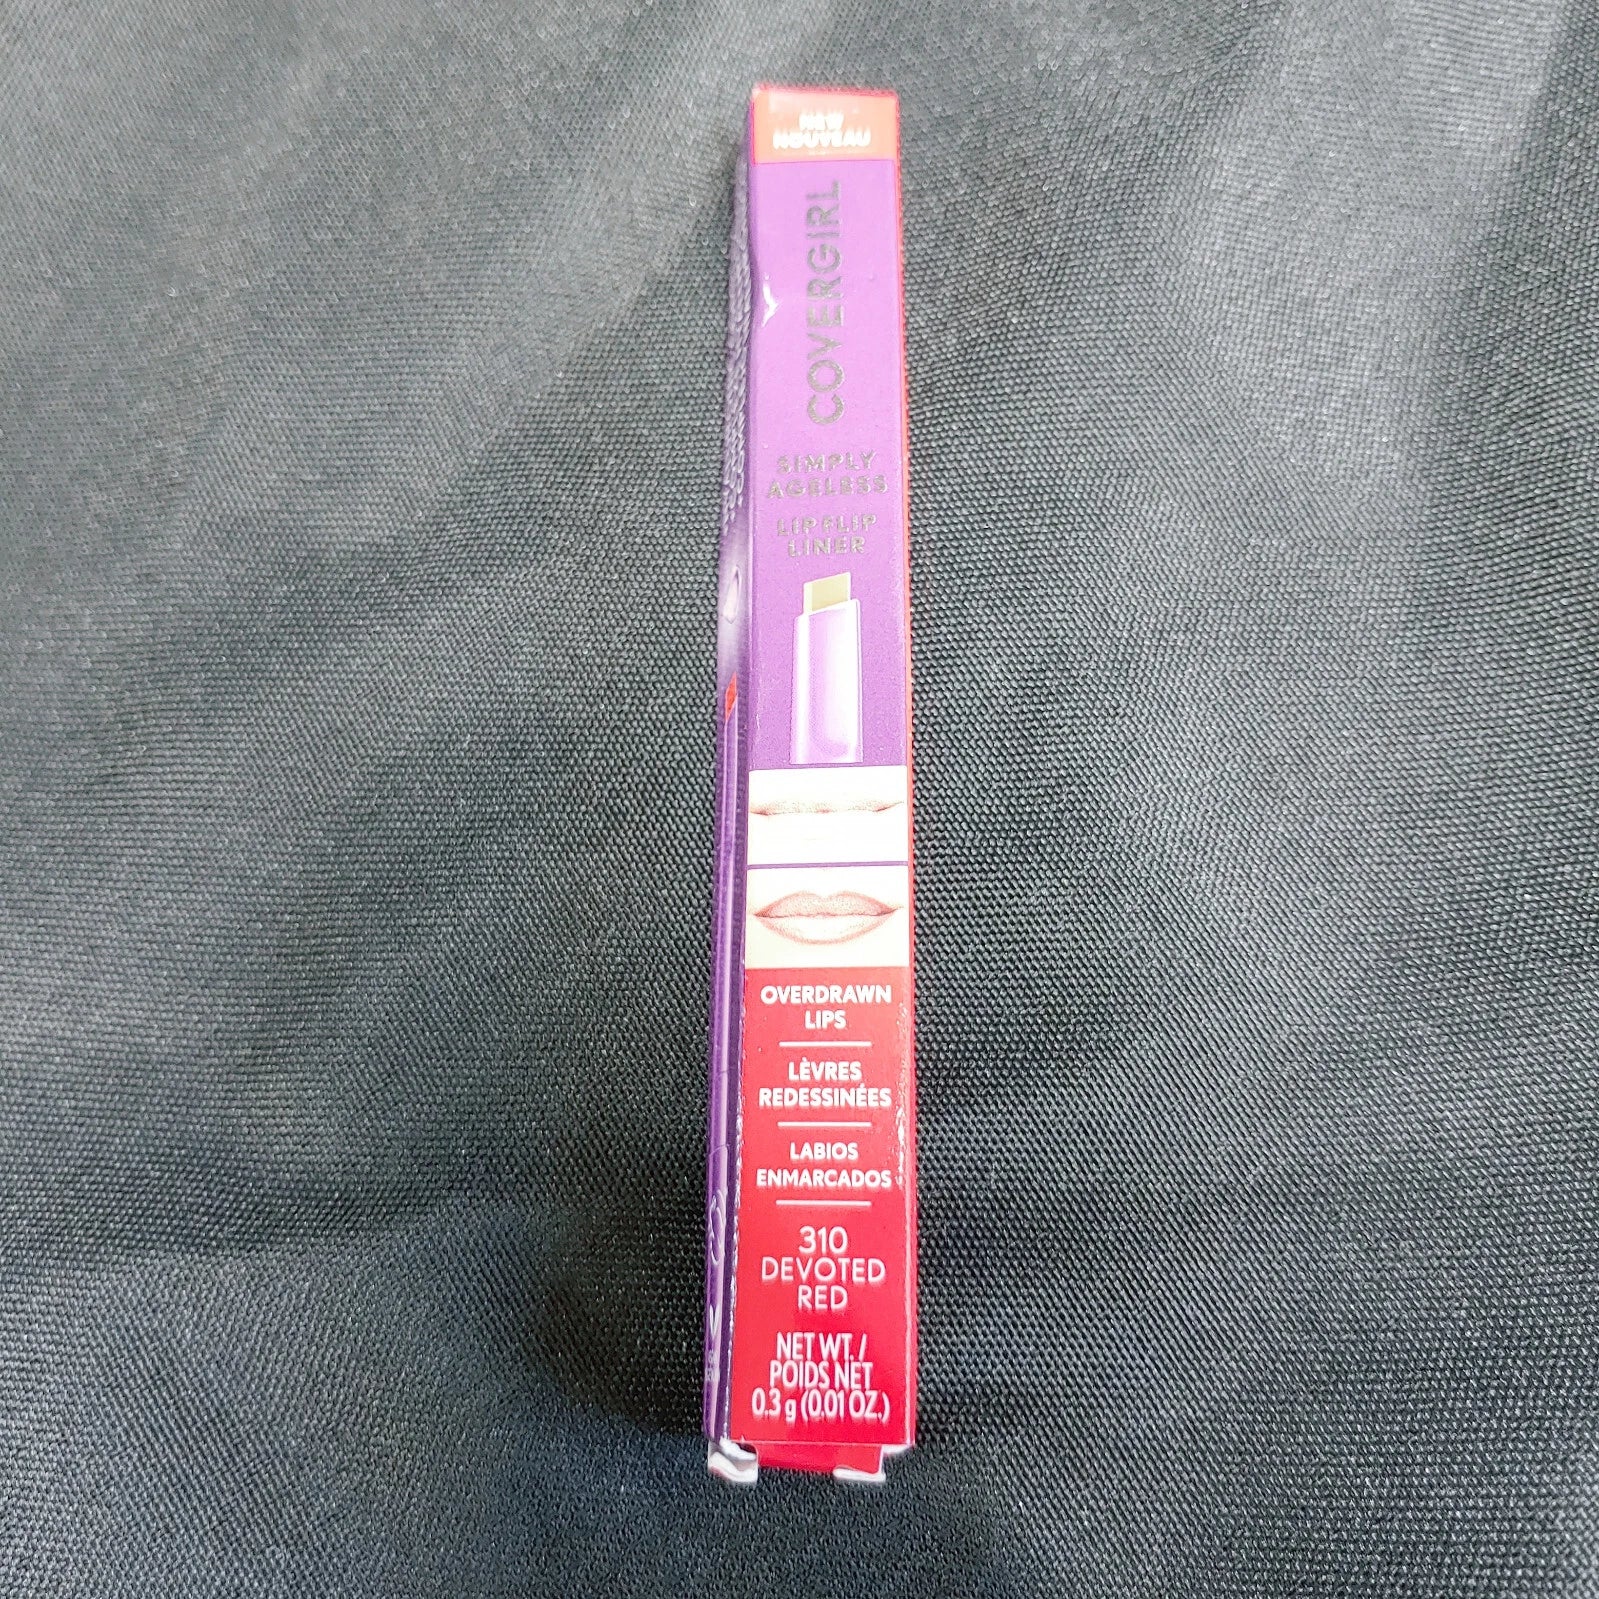 NEW
NOUVEAU
COVERGIRL
SIMPLY
AGELESS
LIP FLIP
LINER
OVERDRAWN
LIPS
LÈVRES
REDESSINÉES
LABIOS
ENMARCADOS
310
DEVOTED
RED
NET WT. /
POIDS NET
0.3 g (0.01 OZ.)